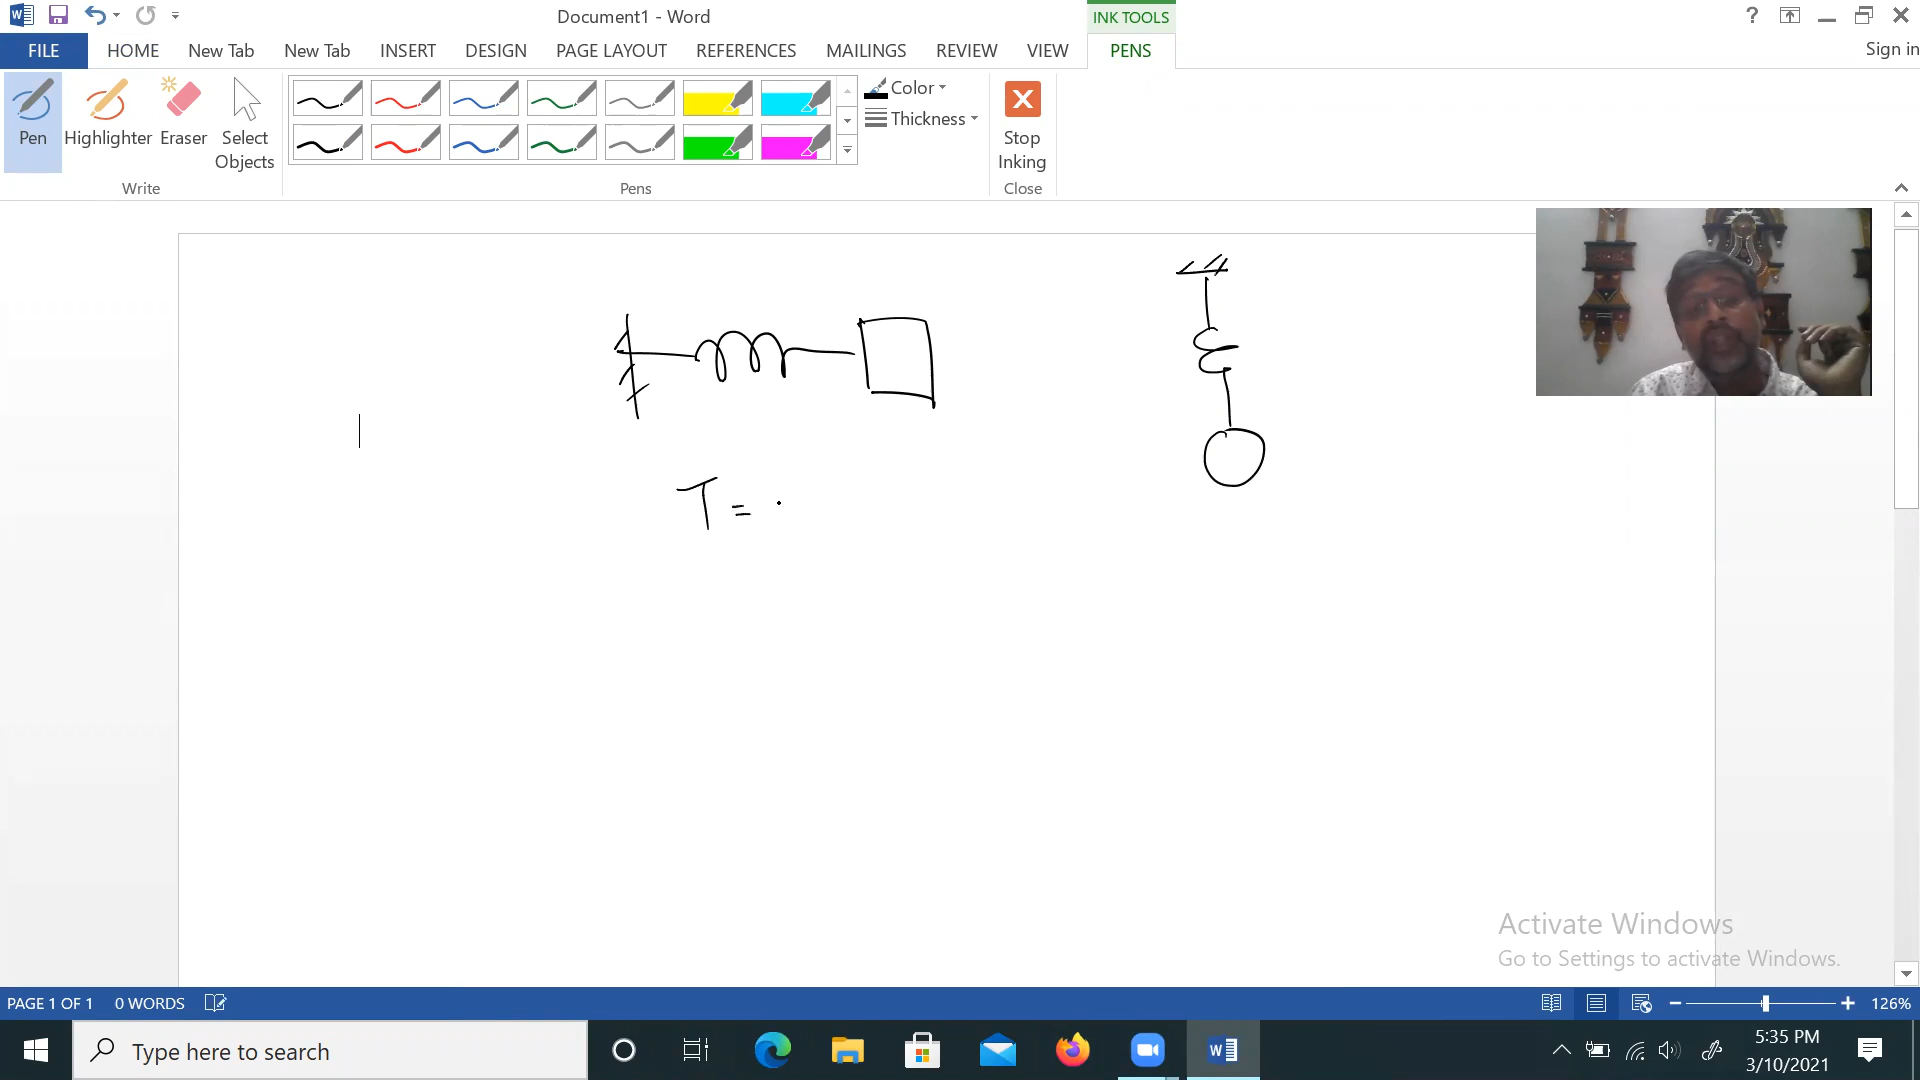 Document1 - Word
INK TOOLS
FILE
HOME
New Tab
New Tab
INSERT
DESIGN
PAGE LAYOUT
REFERENCES
MAILINGS
REVIEW
VIEW
PENS
Sign in
Pen
Highlighter
Eraser
Select Objects
Color
Thickness
Stop Inking
Write
Pens
Close
T =
Activate Windows
Go to Settings to activate Windows.
PAGE 1 OF 1
0 WORDS
126%
Type here to search
5:35 PM
3/10/2021